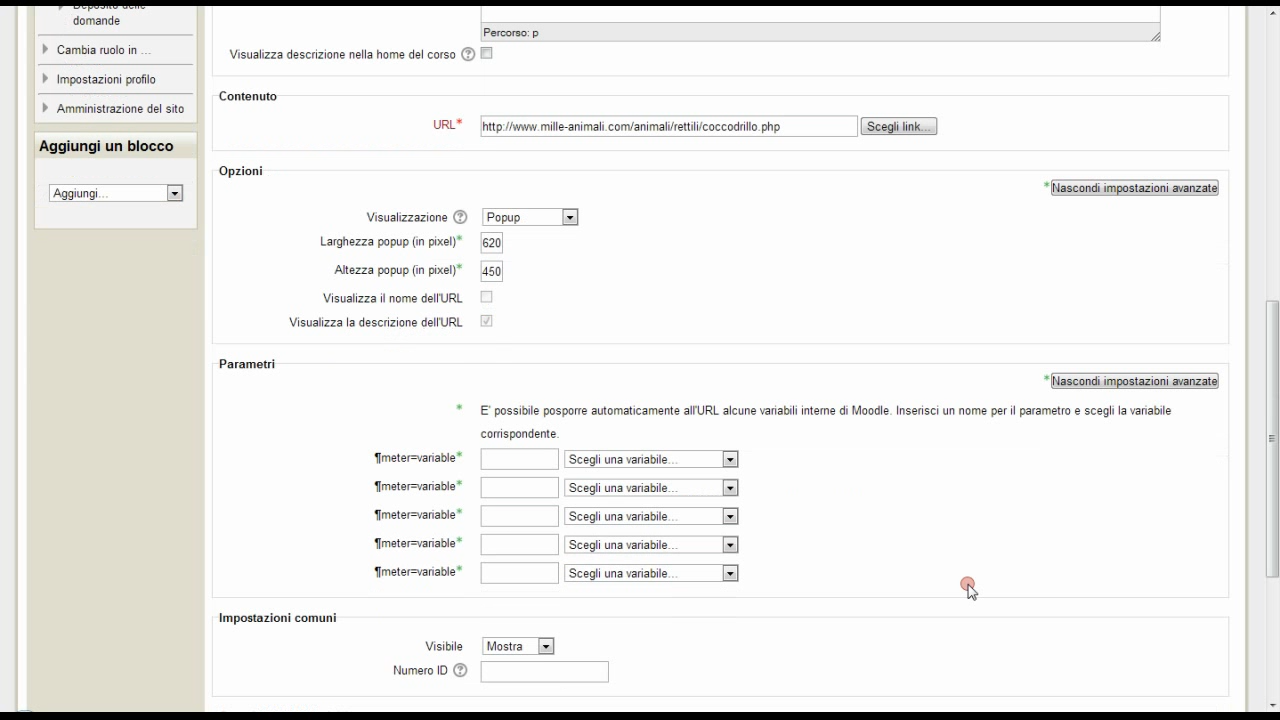 Deposito delle
domande
Cambia ruolo in ...
Impostazioni profilo
Amministrazione del sito
Aggiungi un blocco
Aggiungi...
Percorso: p
Visualizza descrizione nella home del corso
Contenuto
URL* http://www.mille-animali.com/animali/rettili/coccodrillo.php Scegli link...
Opzioni
* Nascondi impostazioni avanzate
Visualizzazione Popup
Larghezza popup (in pixel)* 620
Altezza popup (in pixel)* 450
Visualizza il nome dell'URL
Visualizza la descrizione dell'URL
Parametri
* Nascondi impostazioni avanzate
* E' possibile posporre automaticamente all'URL alcune variabili interne di Moodle. Inserisci un nome per il parametro e scegli la variabile
corrispondente.
¶meter=variable* Scegli una variabile...
¶meter=variable* Scegli una variabile...
¶meter=variable* Scegli una variabile...
¶meter=variable* Scegli una variabile...
¶meter=variable* Scegli una variabile...
Impostazioni comuni
Visibile Mostra
Numero ID